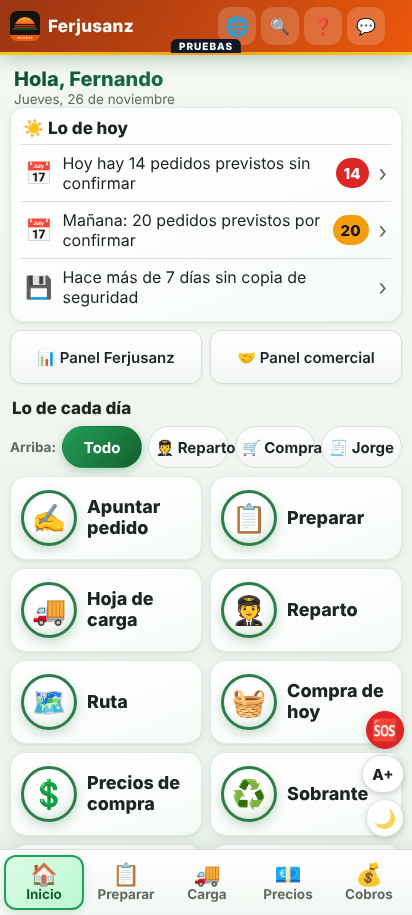 Ferjusanz
PRUEBAS
Hola, Fernando
Jueves, 26 de noviembre
Lo de hoy
Hoy hay 14 pedidos previstos sin
confirmar
14
Mañana: 20 pedidos previstos por
confirmar
20
Hace más de 7 días sin copia de
seguridad
Panel Ferjusanz
Panel comercial
Lo de cada día
Arriba:
Todo
Reparto
Compra
Jorge
Apuntar
pedido
Preparar
Hoja de
carga
Reparto
Ruta
Compra de
hoy
SOS
Precios de
compra
Sobrante
A+
Inicio
Preparar
Carga
Precios
Cobros